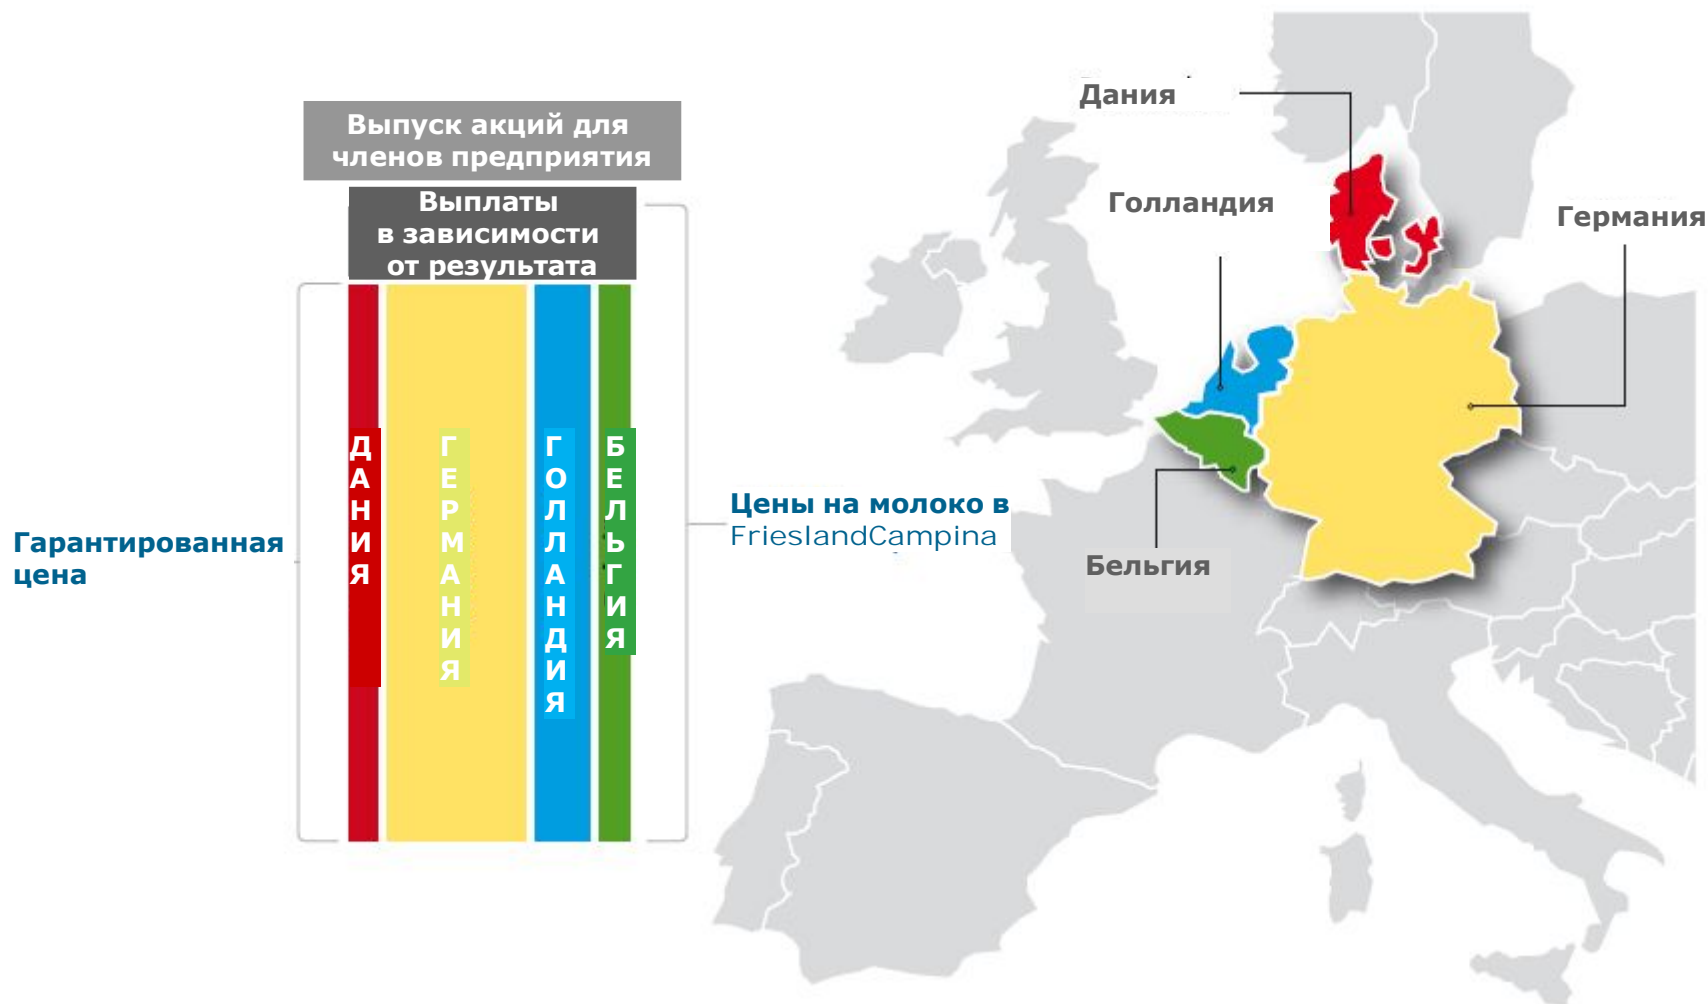 Выпуск акций для
членов предприятия
Выплаты
в зависимости
от результата
Гарантированная
цена
ДАНИЯ
ГЕРМАНИЯ
ГОЛЛАНДИЯ
БЕЛЬГИЯ
Цены на молоко в
FrieslandCampina
Дания
Голландия
Германия
Бельгия